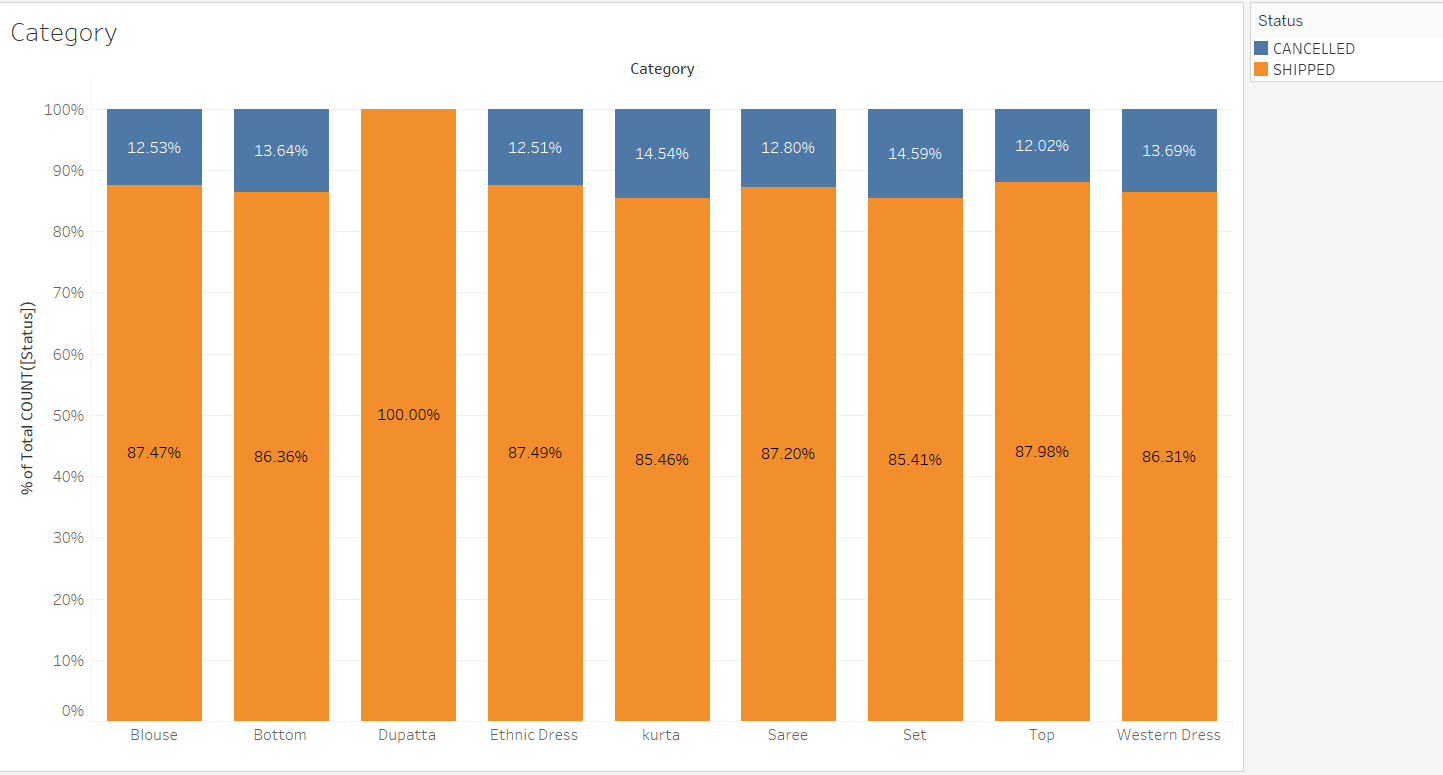 Category
Status
CANCELLED
SHIPPED
Category
% of Total COUNT([Status])
100%
90%
80%
70%
60%
50%
40%
30%
20%
10%
0%
12.53% 13.64% 12.51% 14.54% 12.80% 14.59% 12.02% 13.69%
87.47% 86.36% 100.00% 87.49% 85.46% 87.20% 85.41% 87.98% 86.31%
Blouse Bottom Dupatta Ethnic Dress kurta Saree Set Top Western Dress